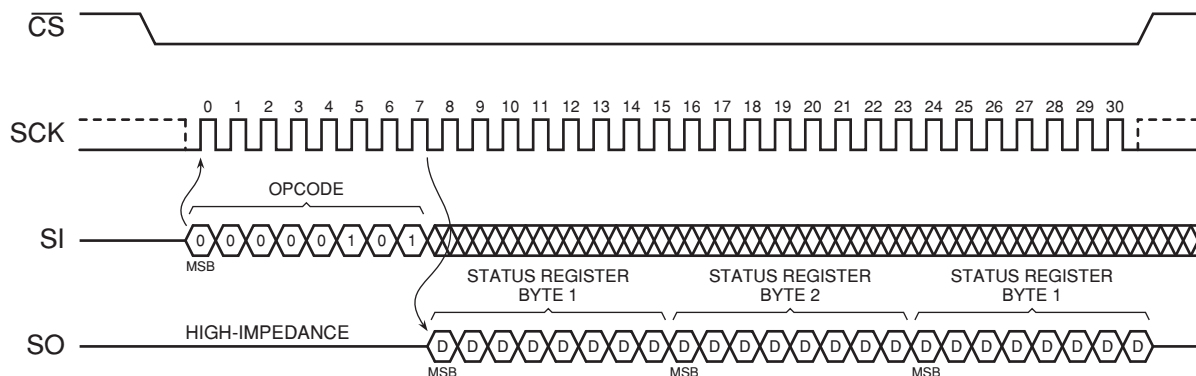 CS
0 1 2 3 4 5 6 7 8 9 10 11 12 13 14 15 16 17 18 19 20 21 22 23 24 25 26 27 28 29 30
SCK
OPCODE
SI 0 0 0 0 0 1 0 1
MSB
STATUS REGISTER
BYTE 1
STATUS REGISTER
BYTE 2
STATUS REGISTER
BYTE 1
HIGH-IMPEDANCE
SO D D D D D D D D D D D D D D D D D D D D D D D D
MSB MSB MSB